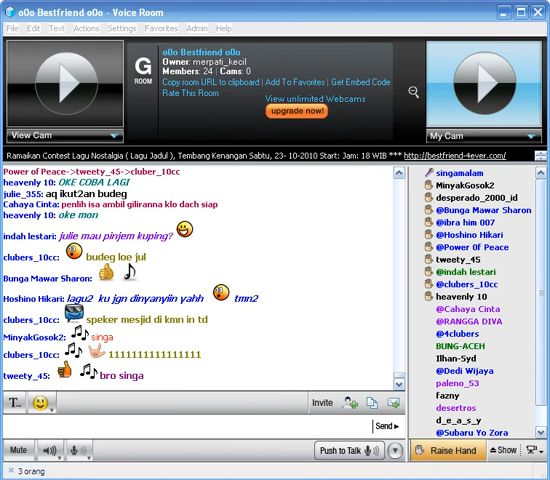 oOo Bestfriend oOo - Voice Room
File Edit Text Actions Settings Favorites Admin Help
G
ROOM
oOo Bestfriend oOo
Owner: merpati_kecil
Members: 24 | Cams: 0
Copy room URL to clipboard | Add To Favorites | Get Embed Code
Rate This Room
View unlimited Webcams
upgrade now!
View Cam
My Cam
Ramaikan Contest Lagu Nostalgia ( Lagu Jadul ), Tembang Kenangan Sabtu, 23- 10-2010 Start: Jam: 18 WIB *** http://bestfriend-4ever.com/
Power of Peace->tweety_45->cluber_10cc
heavenly 10: OKE COBA LAGI
julie_355: aq ikut2an budeg
Cahaya Cinta: penlih isa ambil giliranna klo dach siap
heavenly 10: oke mon
indah lestari: julie mau pinjem kuping?
clubers_10cc: budeg loe jul
Bunga Mawar Sharon:
Hoshino Hikari: lagu2 ku jgn dinyanyiin yahh tmn2
clubers_10cc: speker mesjid di kmn in td
MinyakGosok2: singa
clubers_10cc: 11111111111111111
tweety_45: bro singa
singamalam
MinyakGosok2
desperado_2000_id
@Bunga Mawar Sharon
@ibra him 007
@Hoshino Hikari
@Power 0f Peace
tweety_45
@indah lestari
@clubers_10cc
heavenly 10
@Cahaya Cinta
@RANGGA DIVA
@4clubers
BUNG-ACEH
Ilhan-Syd
@Dedi Wijaya
paleno_53
fazny
desertros
d_e_a_s_y
@Subaru Yo Zora
T...
Invite
Send
Mute
Push to Talk
Raise Hand
Show
3 orang